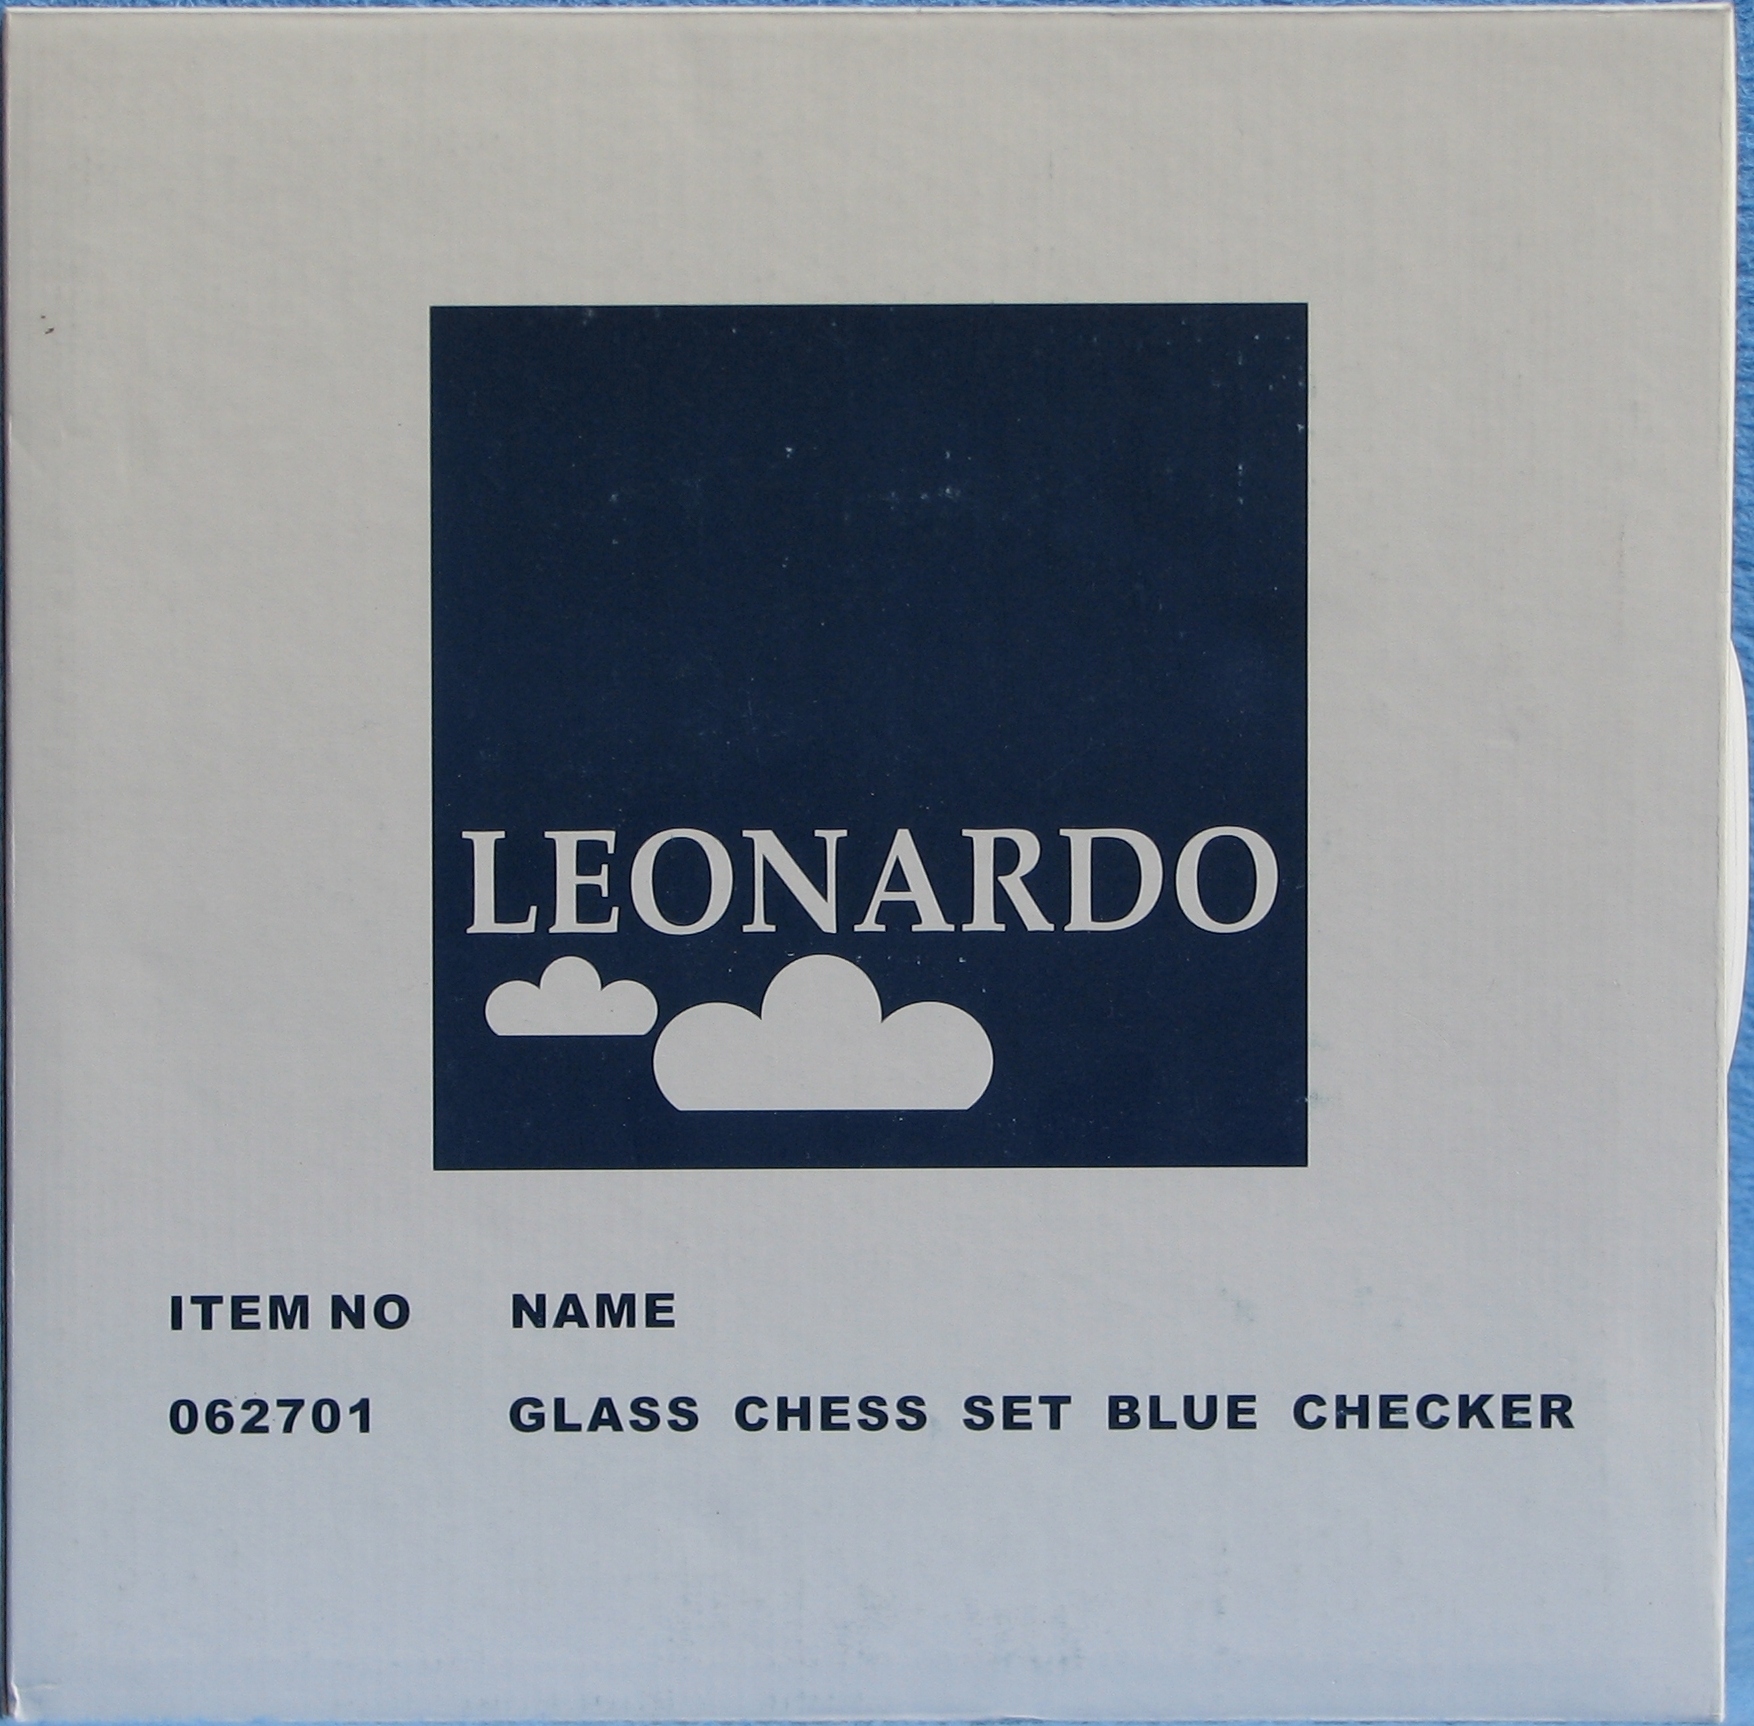 LEONARDO
ITEM NO NAME
062701 GLASS CHESS SET BLUE CHECKER